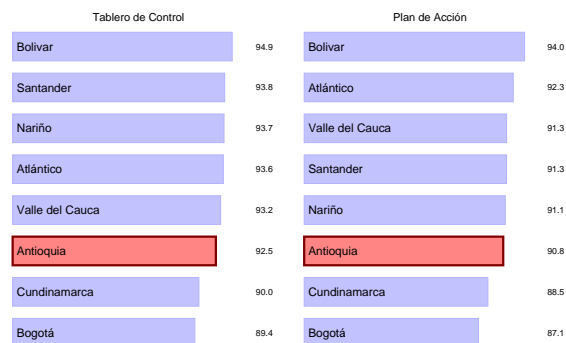 Tablero de Control
Bolivar 94.9
Santander 93.8
Nariño 93.7
Atlántico 93.6
Valle del Cauca 93.2
Antioquia 92.5
Cundinamarca 90.0
Bogotá 89.4
Plan de Acción
Bolivar 94.0
Atlántico 92.3
Valle del Cauca 91.3
Santander 91.3
Nariño 91.1
Antioquia 90.8
Cundinamarca 88.5
Bogotá 87.1